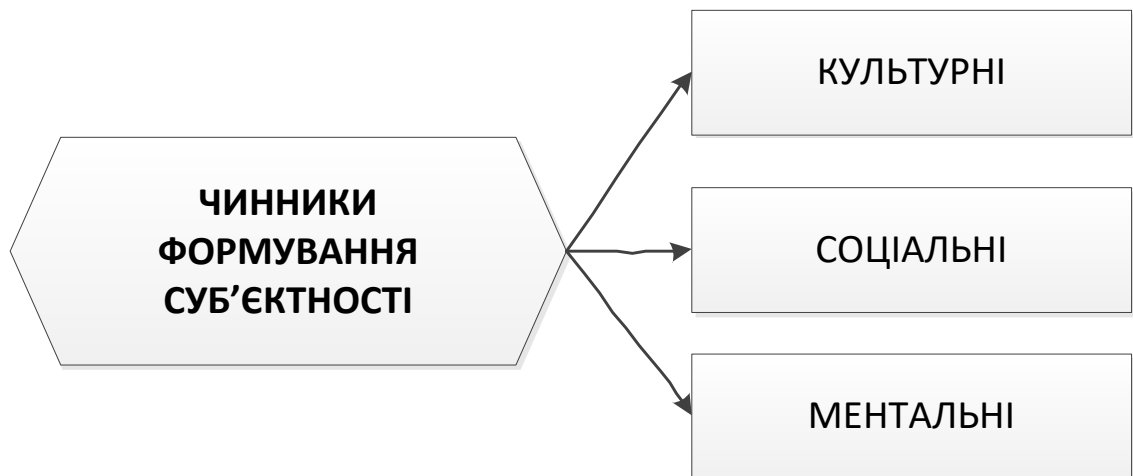 ЧИННИКИ
ФОРМУВАННЯ
СУБ’ЄКТНОСТІ
КУЛЬТУРНІ
СОЦІАЛЬНІ
МЕНТАЛЬНІ